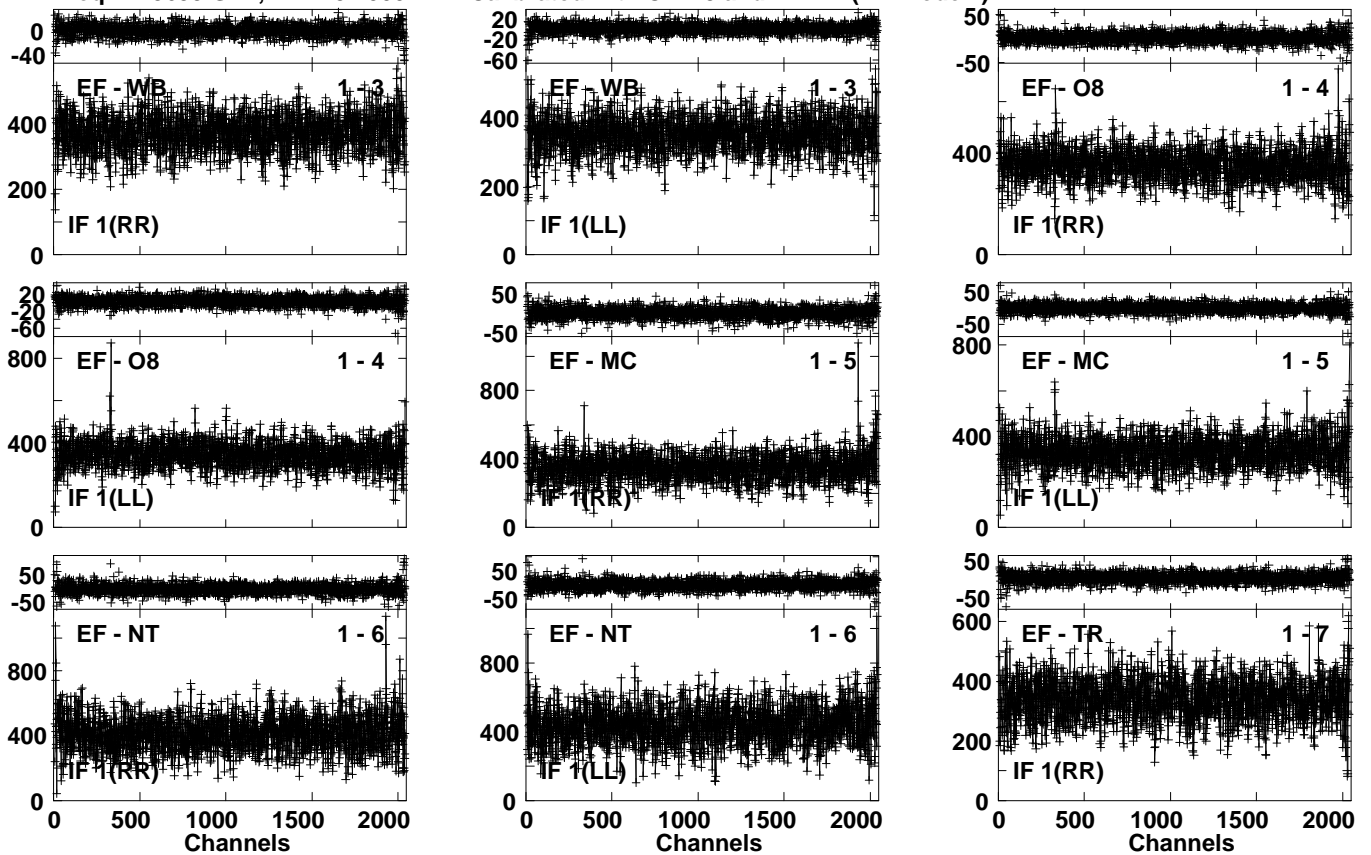 0
-40
20
-20
-60
50
-50
EF - WB 1 - 3
400
200
IF 1(RR)
0
EF - WB 1 - 3
400
200
IF 1(LL)
0
EF - O8 1 - 4
400
IF 1(RR)
0
20
-20
-60
50
-50
50
-50
EF - O8 1 - 4
800
400
IF 1(LL)
0
EF - MC 1 - 5
800
400
IF 1(RR)
0
EF - MC 1 - 5
800
400
IF 1(LL)
0
50
-50
50
-50
50
-50
EF - NT 1 - 6
800
400
IF 1(RR)
0
EF - NT 1 - 6
800
400
IF 1(LL)
0
EF - TR 1 - 7
600
400
200
IF 1(RR)
0
0 500 1000 1500 2000
Channels
0 500 1000 1500 2000
Channels
0 500 1000 1500 2000
Channels